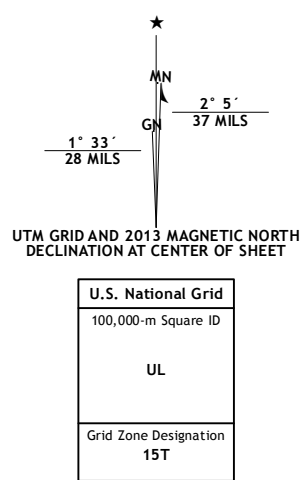 ★
MN
2° 5´
37 MILS
GN
1° 33´
28 MILS
UTM GRID AND 2013 MAGNETIC NORTH
DECLINATION AT CENTER OF SHEET
U.S. National Grid
100,000-m Square ID
UL
Grid Zone Designation
15T